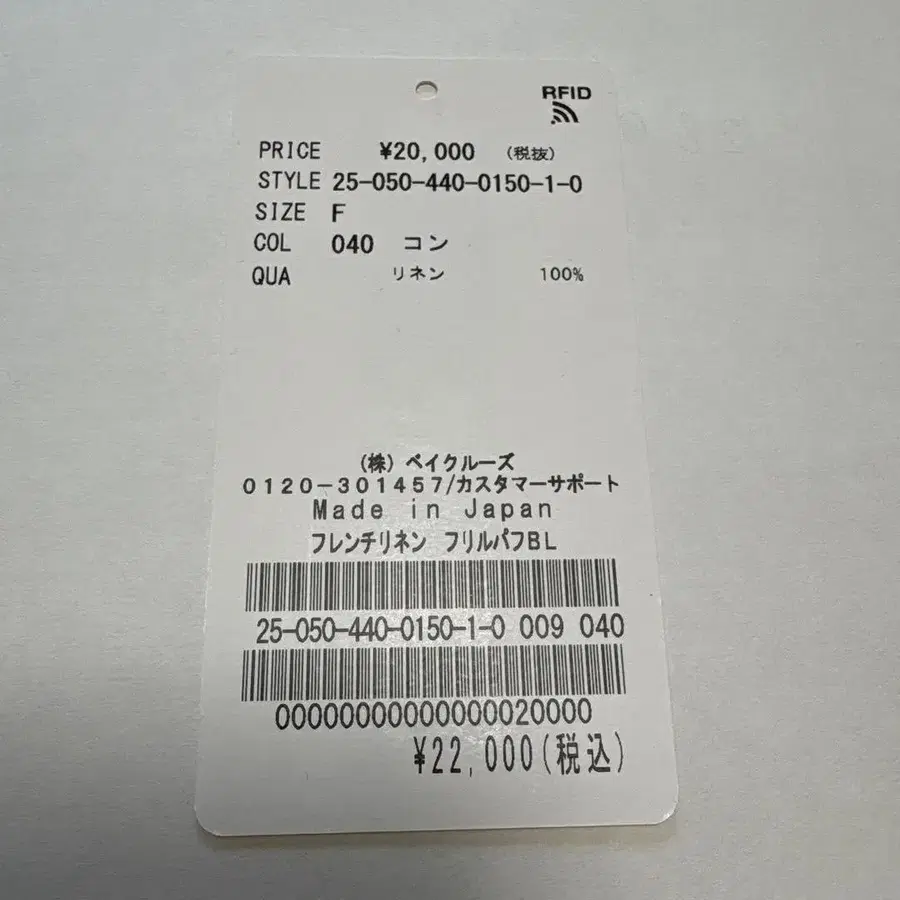 RFID
PRICE ¥20,000 (税抜)
STYLE 25-050-440-0150-1-0
SIZE F
COL 040 コン
QUA リネン 100%
(株) ベイクルーズ
0120-301457/カスタマーサポート
Made in Japan
フレンチリネン フリルパフBL
25-050-440-0150-1-0 009 040
00000000000000020000
¥22,000(税込)